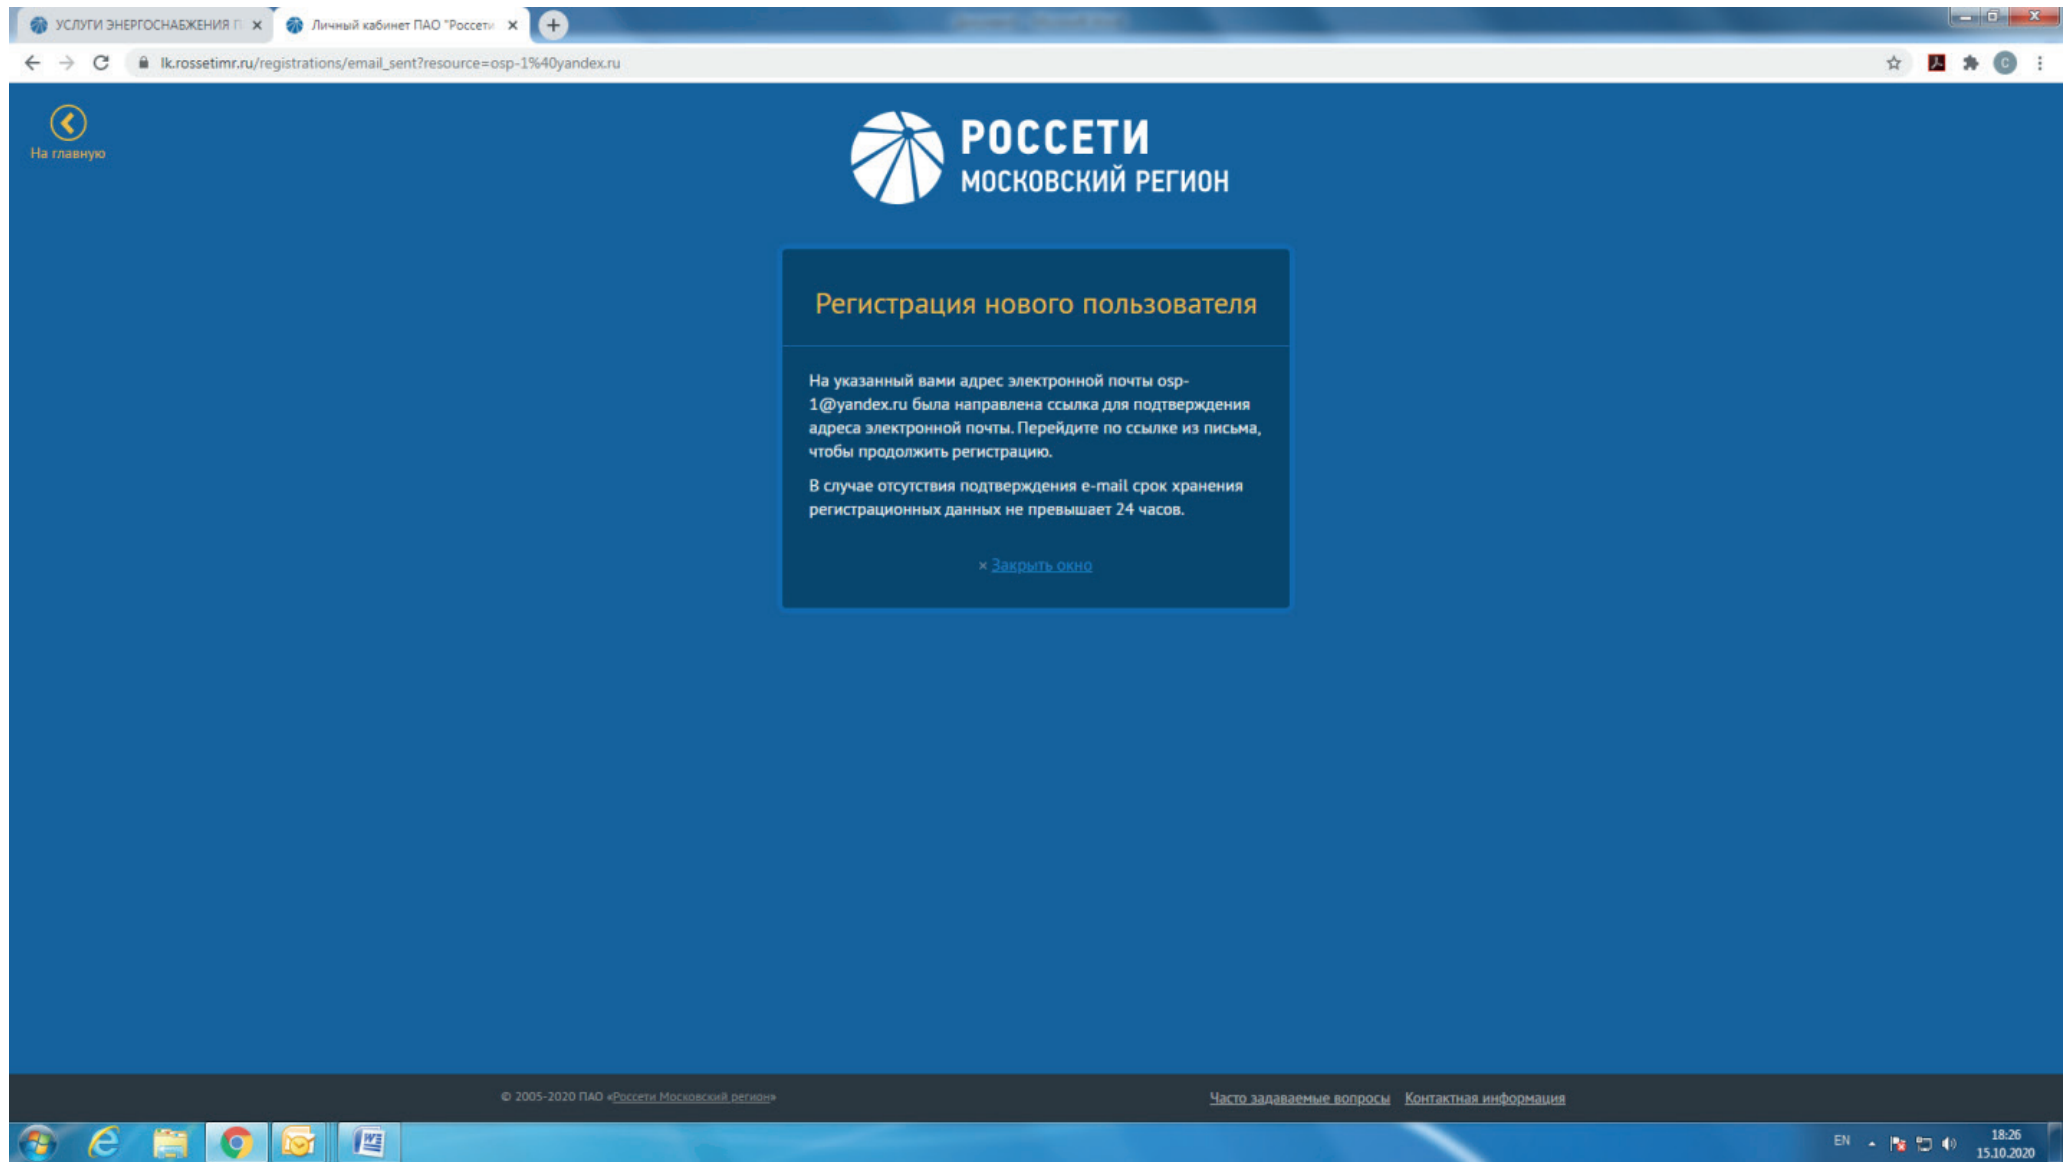 УСЛУГИ ЭНЕРГОСНАБЖЕНИЯ П
Личный кабинет ПАО "Россети
lk.rossetimr.ru/registrations/email_sent?resource=osp-1%40yandex.ru
C
На главную
РОССЕТИ
МОСКОВСКИЙ РЕГИОН
Регистрация нового пользователя
На указанный вами адрес электронной почты osp-
1@yandex.ru была направлена ссылка для подтверждения
адреса электронной почты. Перейдите по ссылке из письма,
чтобы продолжить регистрацию.
В случае отсутствия подтверждения e-mail срок хранения
регистрационных данных не превышает 24 часов.
× Закрыть окно
© 2005-2020 ПАО «Россети Московский регион»
Часто задаваемые вопросы Контактная информация
EN
18:26
15.10.2020